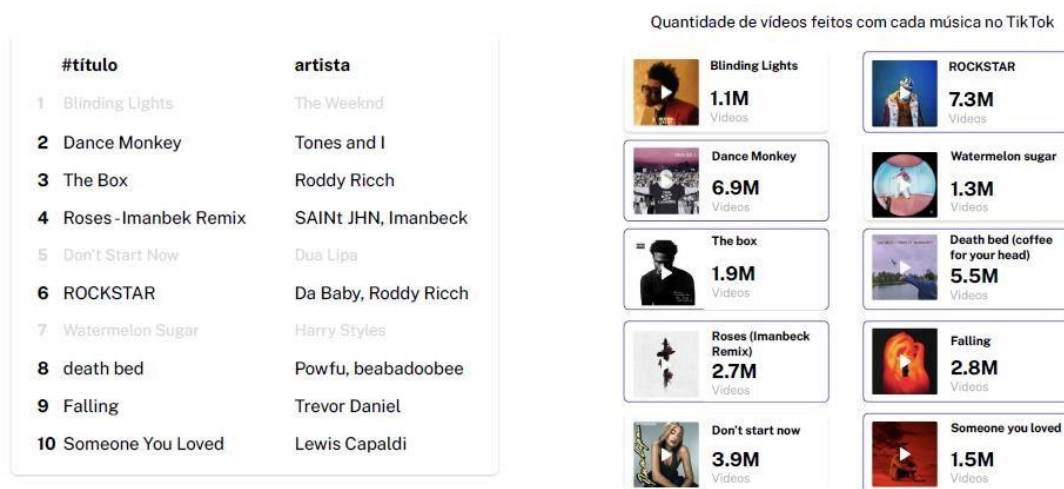 #título artista
1 Blinding Lights The Weeknd
2 Dance Monkey Tones and I
3 The Box Roddy Ricch
4 Roses - Imanbek Remix SAINt JHN, Imanbeck
5 Don't Start Now Dua Lipa
6 ROCKSTAR Da Baby, Roddy Ricch
7 Watermelon Sugar Harry Styles
8 death bed Powfu, beabadoobee
9 Falling Trevor Daniel
10 Someone You Loved Lewis Capaldi
Quantidade de vídeos feitos com cada música no TikTok
Blinding Lights
1.1M
Videos
Dance Monkey
6.9M
Videos
The box
1.9M
Videos
Roses (Imanbeck
Remix)
2.7M
Videos
Don't start now
3.9M
Videos
ROCKSTAR
7.3M
Videos
Watermelon sugar
1.3M
Videos
Death bed (coffee
for your head)
5.5M
Videos
Falling
2.8M
Videos
Someone you loved
1.5M
Videos